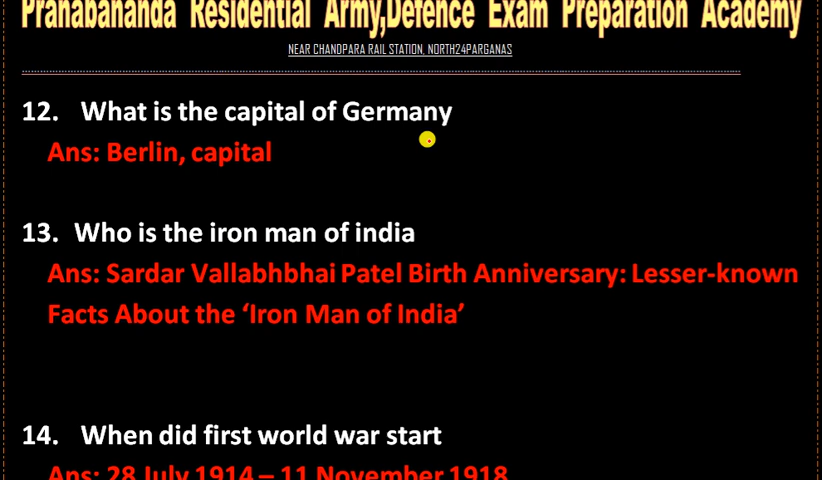 Pranabananda Residential Army,Defence Exam Preparation Academy
NEAR CHANDPARA RAIL STATION, NORTH24PARGANAS
12. What is the capital of Germany
Ans: Berlin, capital
13. Who is the iron man of india
Ans: Sardar Vallabhbhai Patel Birth Anniversary: Lesser-known
Facts About the ‘Iron Man of India’
14. When did first world war start
Ans: 28 July 1914 – 11 November 1918